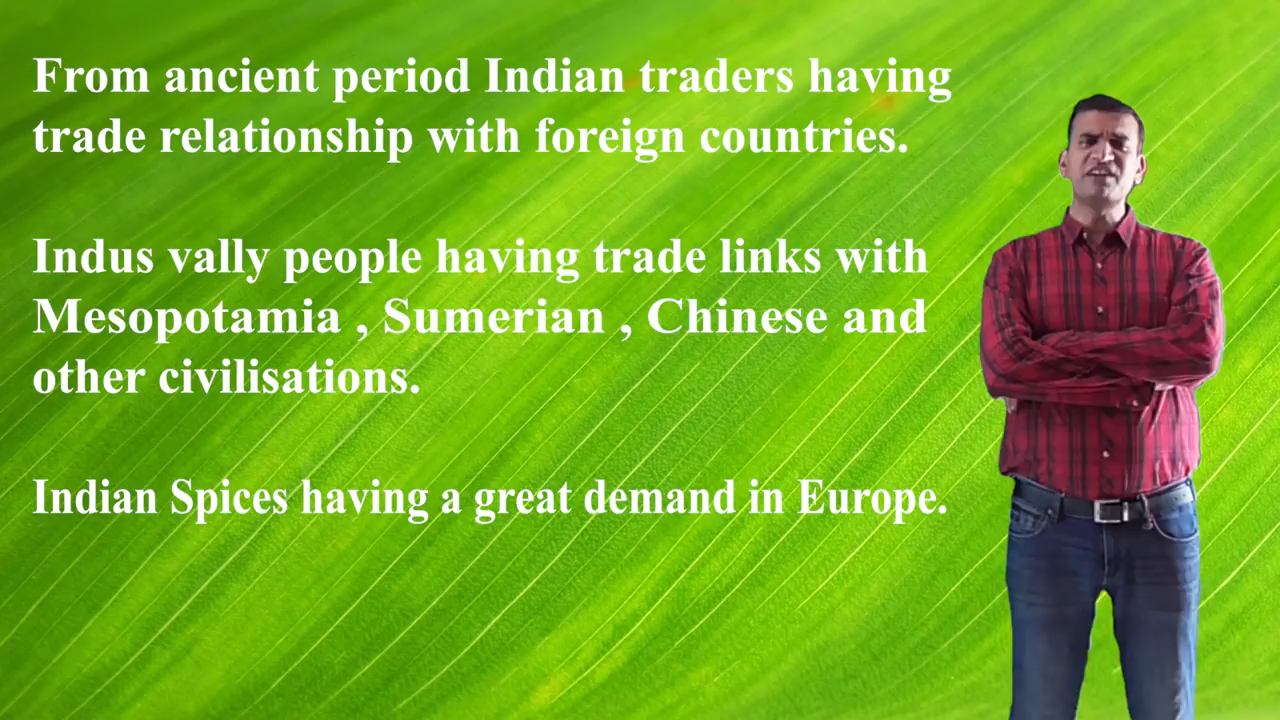 From ancient period Indian traders having
trade relationship with foreign countries.
Indus vally people having trade links with
Mesopotamia , Sumerian , Chinese and
other civilisations.
Indian Spices having a great demand in Europe.